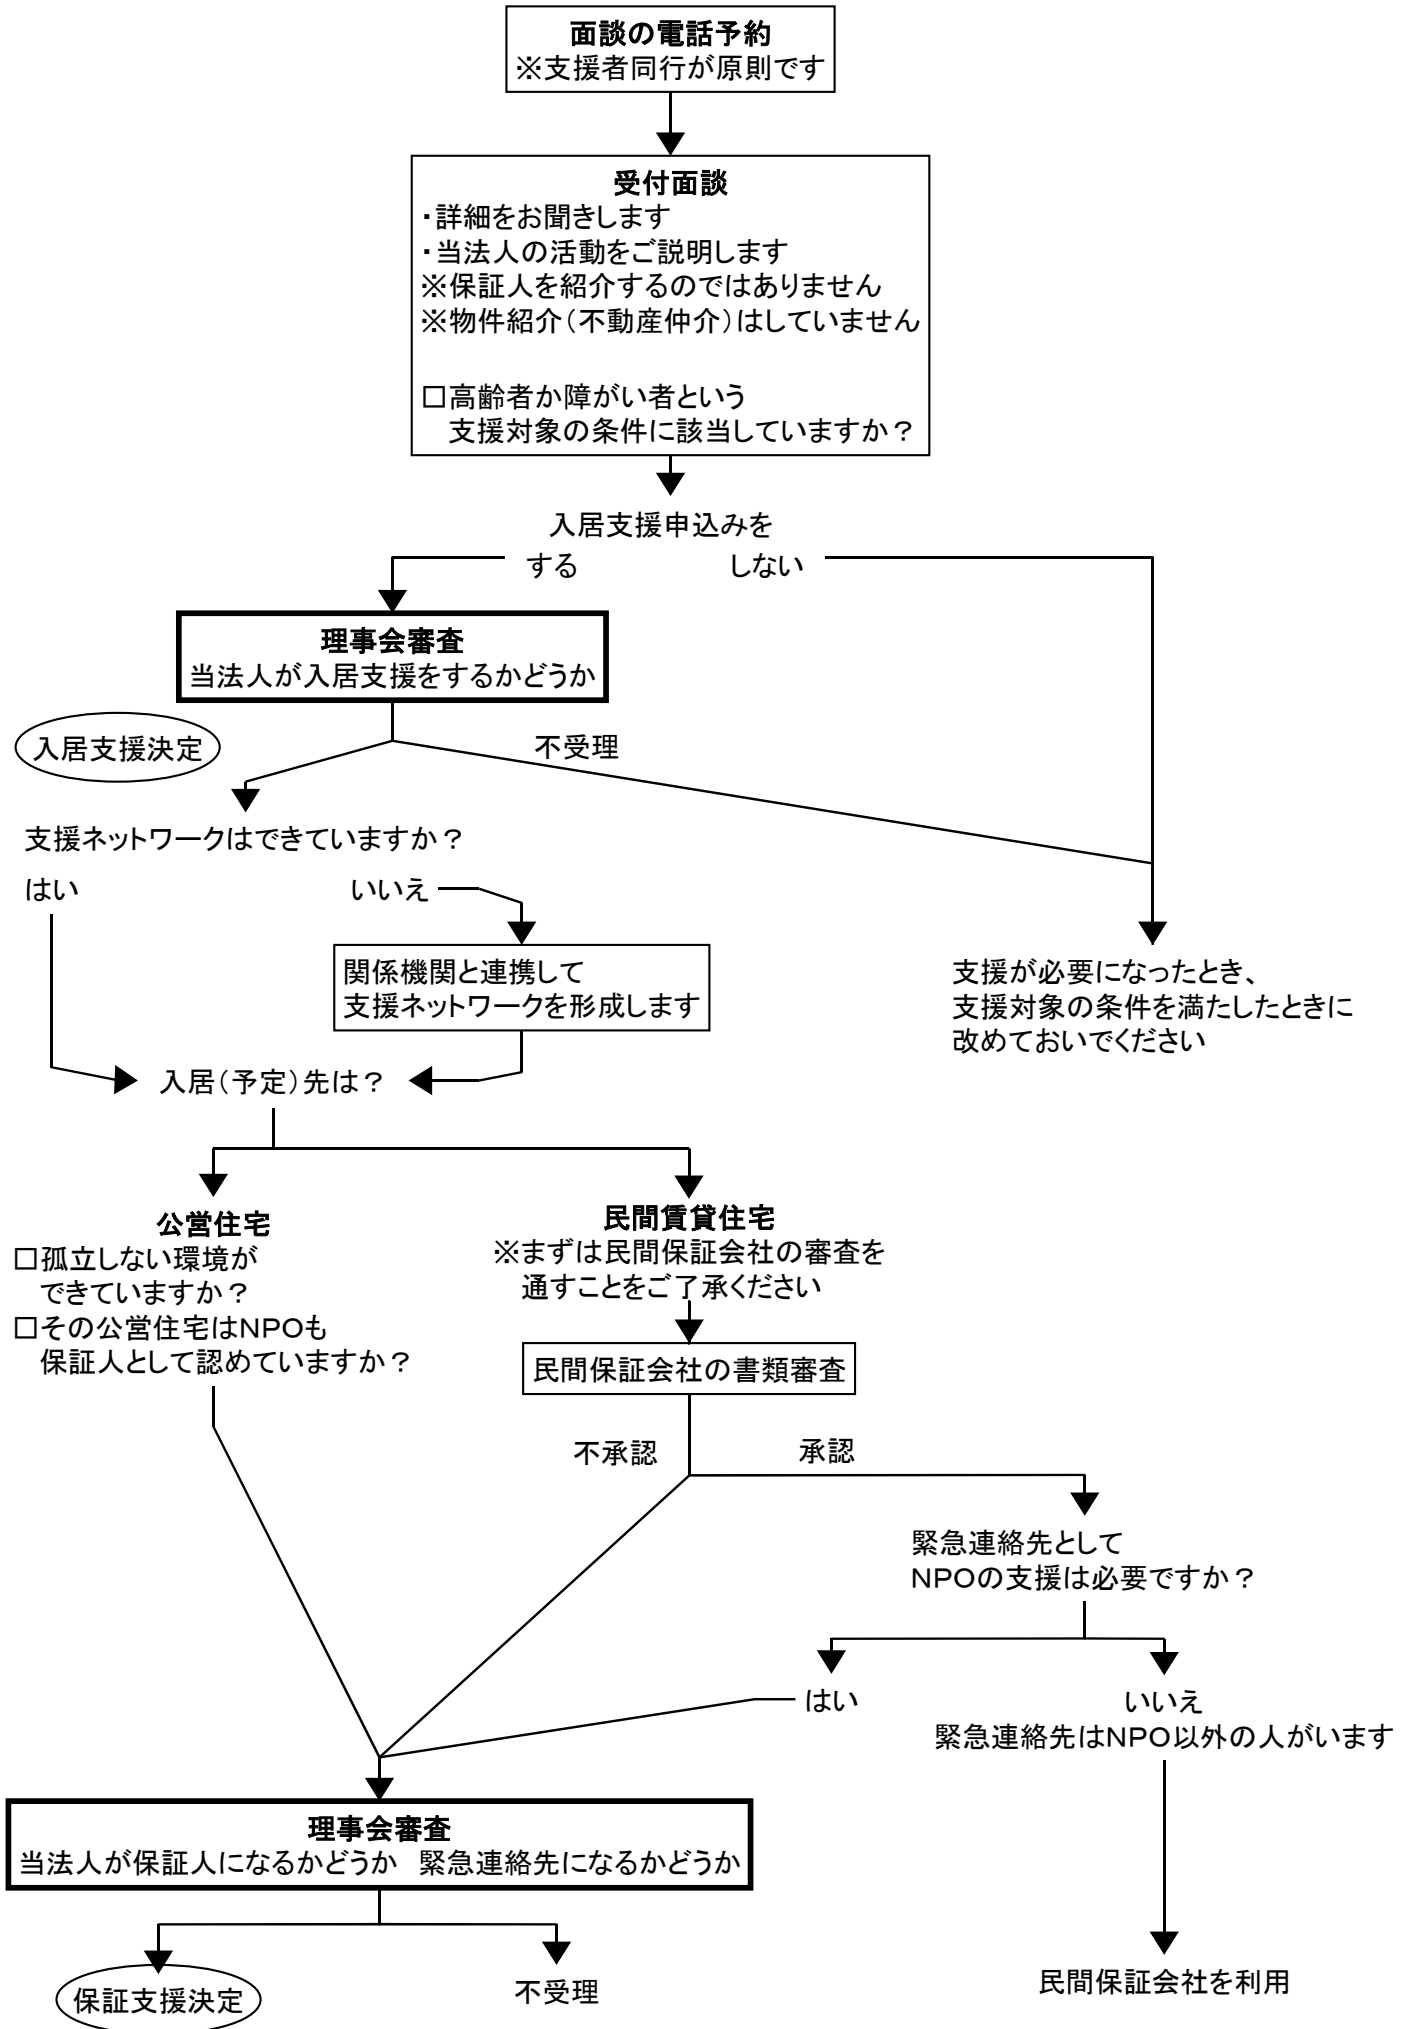 面談の電話予約
※支援者同行が原則です
受付面談
・詳細をお聞きします
・当法人の活動をご説明します
※保証人を紹介するのではありません
※物件紹介（不動産仲介）はしていません
□高齢者か障がい者という
支援対象の条件に該当していますか？
入居支援申込みを
する　しない
理事会審査
当法人が入居支援をするかどうか
入居支援決定
不受理
支援ネットワークはできていますか？
はい　いいえ
関係機関と連携して
支援ネットワークを形成します
支援が必要になったとき、
支援対象の条件を満たしたときに
改めておいでください
入居（予定）先は？
公営住宅
□孤立しない環境が
できていますか？
□その公営住宅はNPOも
保証人として認めていますか？
民間賃貸住宅
※まずは民間保証会社の審査を
通すことをご了承ください
民間保証会社の書類審査
不承認　承認
緊急連絡先として
NPOの支援は必要ですか？
はい　いいえ
緊急連絡先はNPO以外の人がいます
理事会審査
当法人が保証人になるかどうか　緊急連絡先になるかどうか
保証支援決定
不受理
民間保証会社を利用